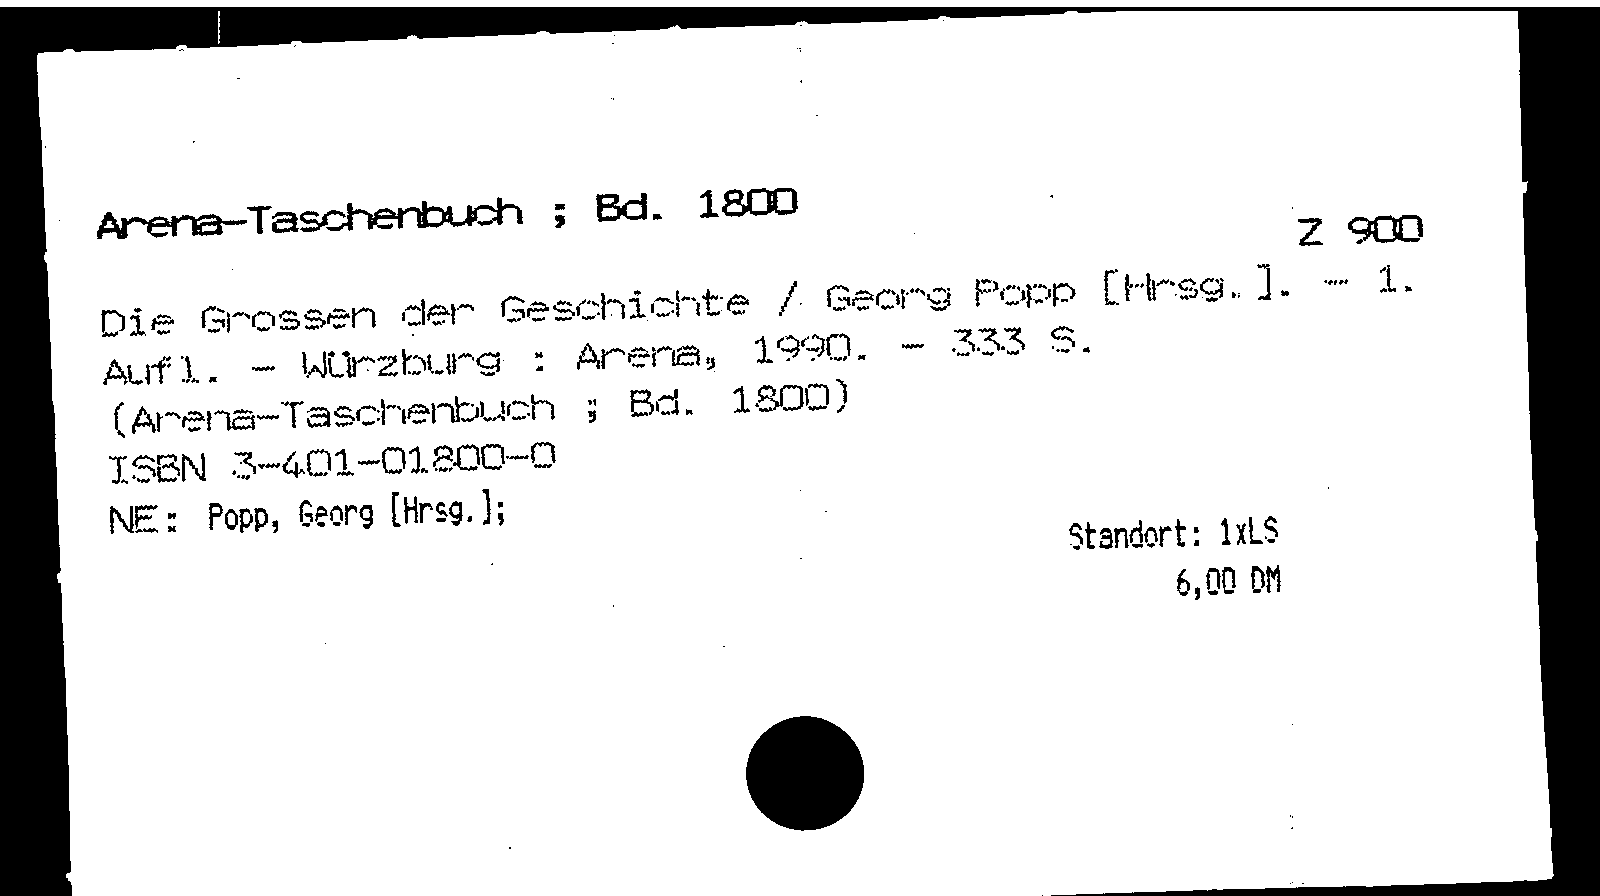 Arena-Taschenbuch ; Bd. 1800
Z 900
Die Grossen der Geschichte / Georg Popp [Hrsg.]. - 1.
Aufl. - Würzburg : Arena, 1990. - 333 S.
(Arena-Taschenbuch ; Bd. 1800)
ISBN 3-401-01800-0
NE: Popp, Georg [Hrsg.];
Standort: 1xLS
6,00 DM